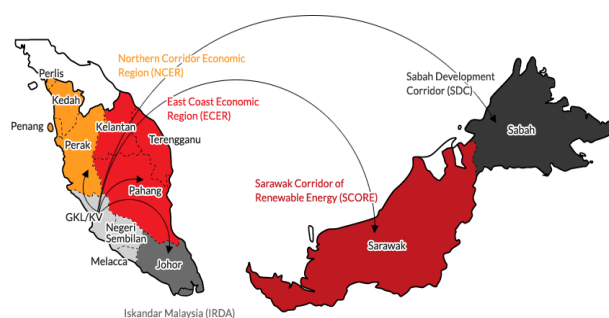 Northern Corridor Economic
Region (NCER)
Perlis
Kedah
East Coast Economic
Region (ECER)
Penang
Kelantan
Terengganu
Perak
Pahang
GKL/KV
Negeri
Sembilan
Melacca
Johor
Iskandar Malaysia (IRDA)
Sabah Development
Corridor (SDC)
Sabah
Sarawak Corridor of
Renewable Energy (SCORE)
Sarawak